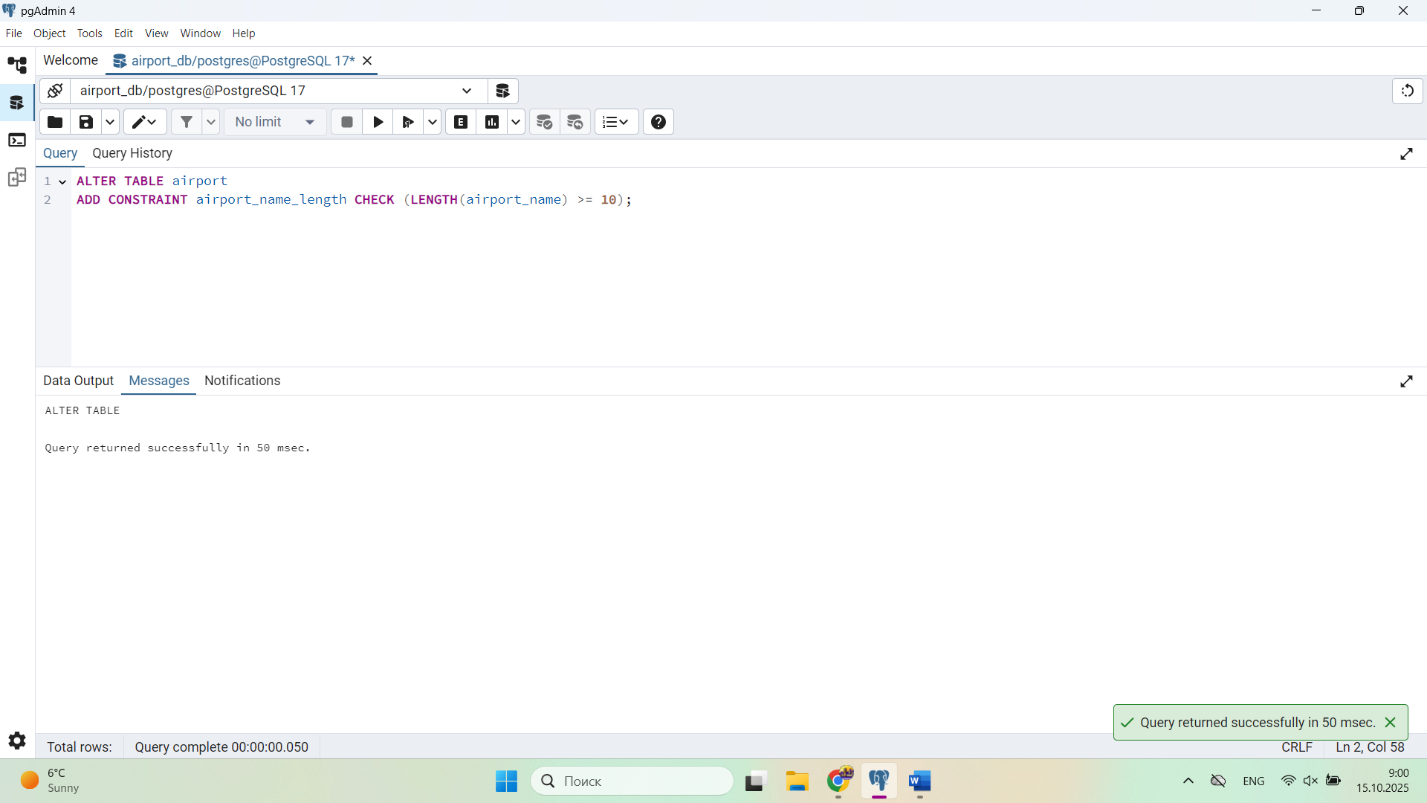 pgAdmin 4
File Object Tools Edit View Window Help
Welcome airport_db/postgres@PostgreSQL 17*
airport_db/postgres@PostgreSQL 17
No limit
Query Query History
1 ALTER TABLE airport
2 ADD CONSTRAINT airport_name_length CHECK (LENGTH(airport_name) >= 10);
Data Output Messages Notifications
ALTER TABLE
Query returned successfully in 50 msec.
Query returned successfully in 50 msec.
Total rows: Query complete 00:00:00.050 CRLF Ln 2, Col 58
6°C
Sunny
Поиск
ENG
9:00
15.10.2025